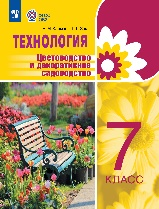 ТЕХНОЛОГИЯ
Цветоводство
и декоративное
садоводство
7
КЛАСС